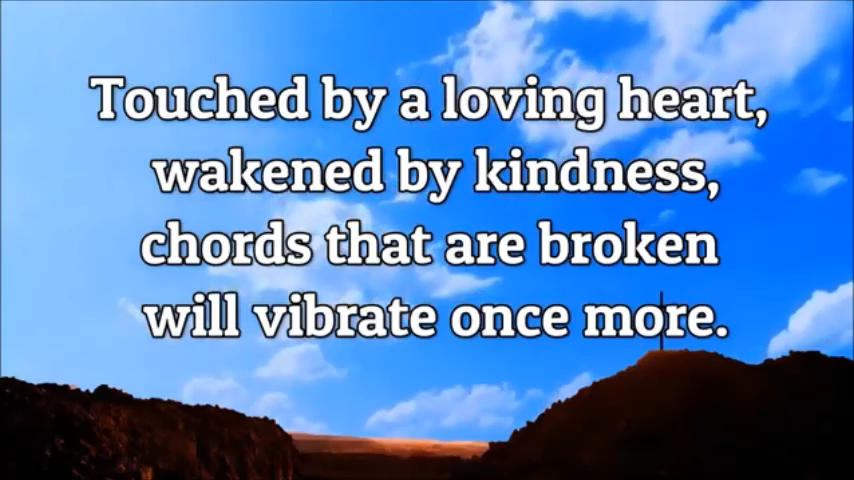 Touched by a loving heart,
wakened by kindness,
chords that are broken
will vibrate once more.